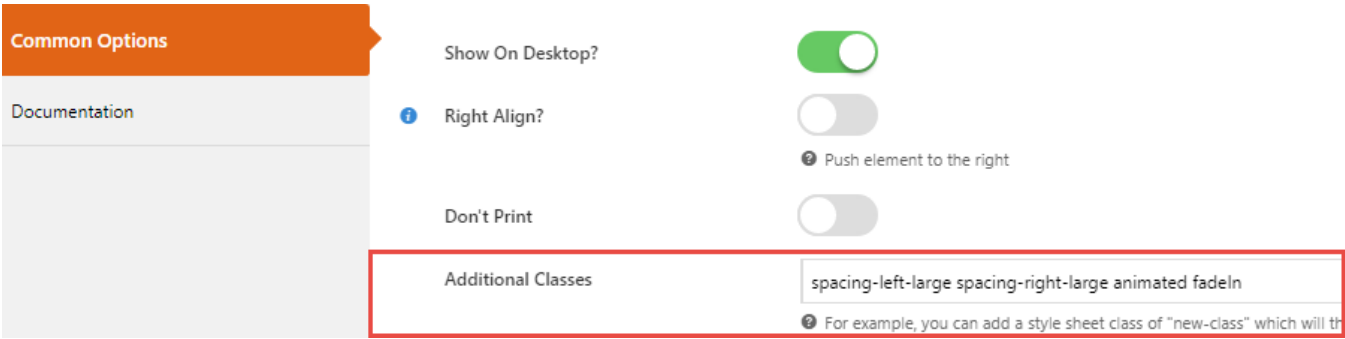 Common Options
Documentation
Show On Desktop?
Right Align?
Push element to the right
Don't Print
Additional Classes
spacing-left-large spacing-right-large animated fadeIn
For example, you can add a style sheet class of "new-class" which will th